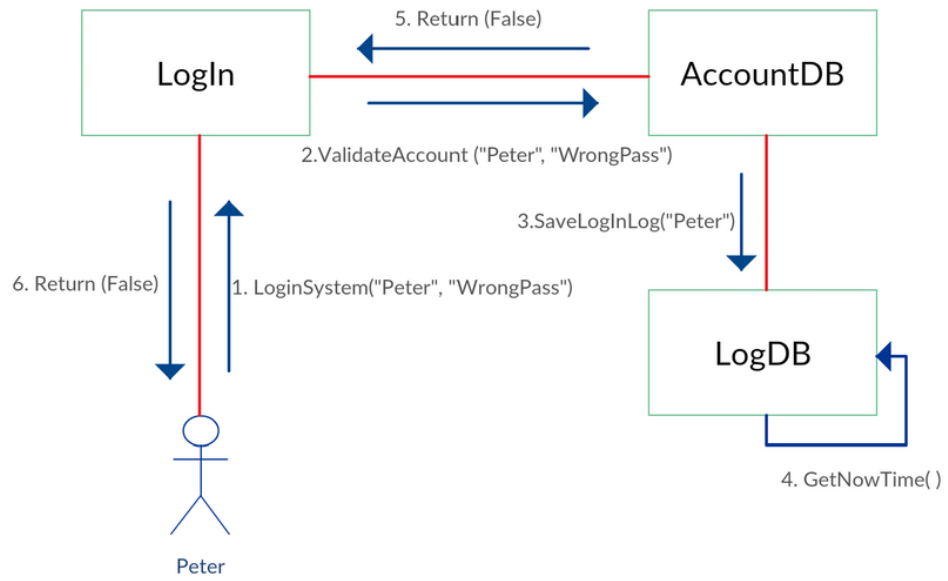 5. Return (False)
LogIn
AccountDB
2.ValidateAccount ("Peter", "WrongPass")
3.SaveLogInLog("Peter")
6. Return (False)
1. LoginSystem("Peter", "WrongPass")
LogDB
4. GetNowTime( )
Peter